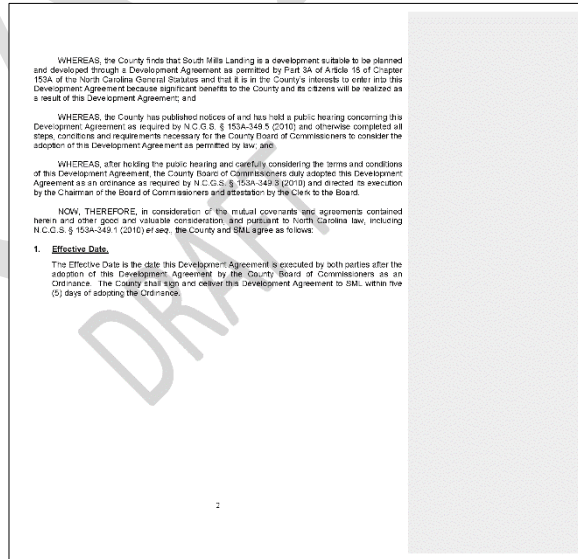 WHEREAS, the County finds that South Mills Landing is a development suitable to be planned
and developed through a Development Agreement as permitted by Part 3A of Article 18 of Chapter
153A of the North Carolina General Statutes and that it is in the County's interests to enter into this
Development Agreement because significant benefits to the County and its citizens will be realized as
a result of this Development Agreement; and
WHEREAS, the County has published notices of and has held a public hearing concerning this
Development Agreement as required by N.C.G.S. § 153A-349.5 (2010) and otherwise completed all
steps, conditions and requirements necessary for the County Board of Commissioners to consider the
adoption of this Development Agreement as permitted by law; and
WHEREAS, after holding the public hearing and carefully considering the terms and conditions
of this Development Agreement, the County Board of Commissioners duly adopted this Development
Agreement as an ordinance as required by N.C.G.S. § 153A-349.3 (2010) and directed its execution
by the Chairman of the Board of Commissioners and attestation by the Clerk to the Board.
NOW, THEREFORE, in consideration of the mutual covenants and agreements contained
herein and other good and valuable consideration, and pursuant to North Carolina law, including
N.C.G.S. § 153A-349.1 (2010) et seq., the County and SML agree as follows:
1. Effective Date.
The Effective Date is the date this Development Agreement is executed by both parties after the
adoption of this Development Agreement by the County Board of Commissioners as an
Ordinance. The County shall sign and deliver this Development Agreement to SML within five
(5) days of adopting the Ordinance.
DRAFT
2